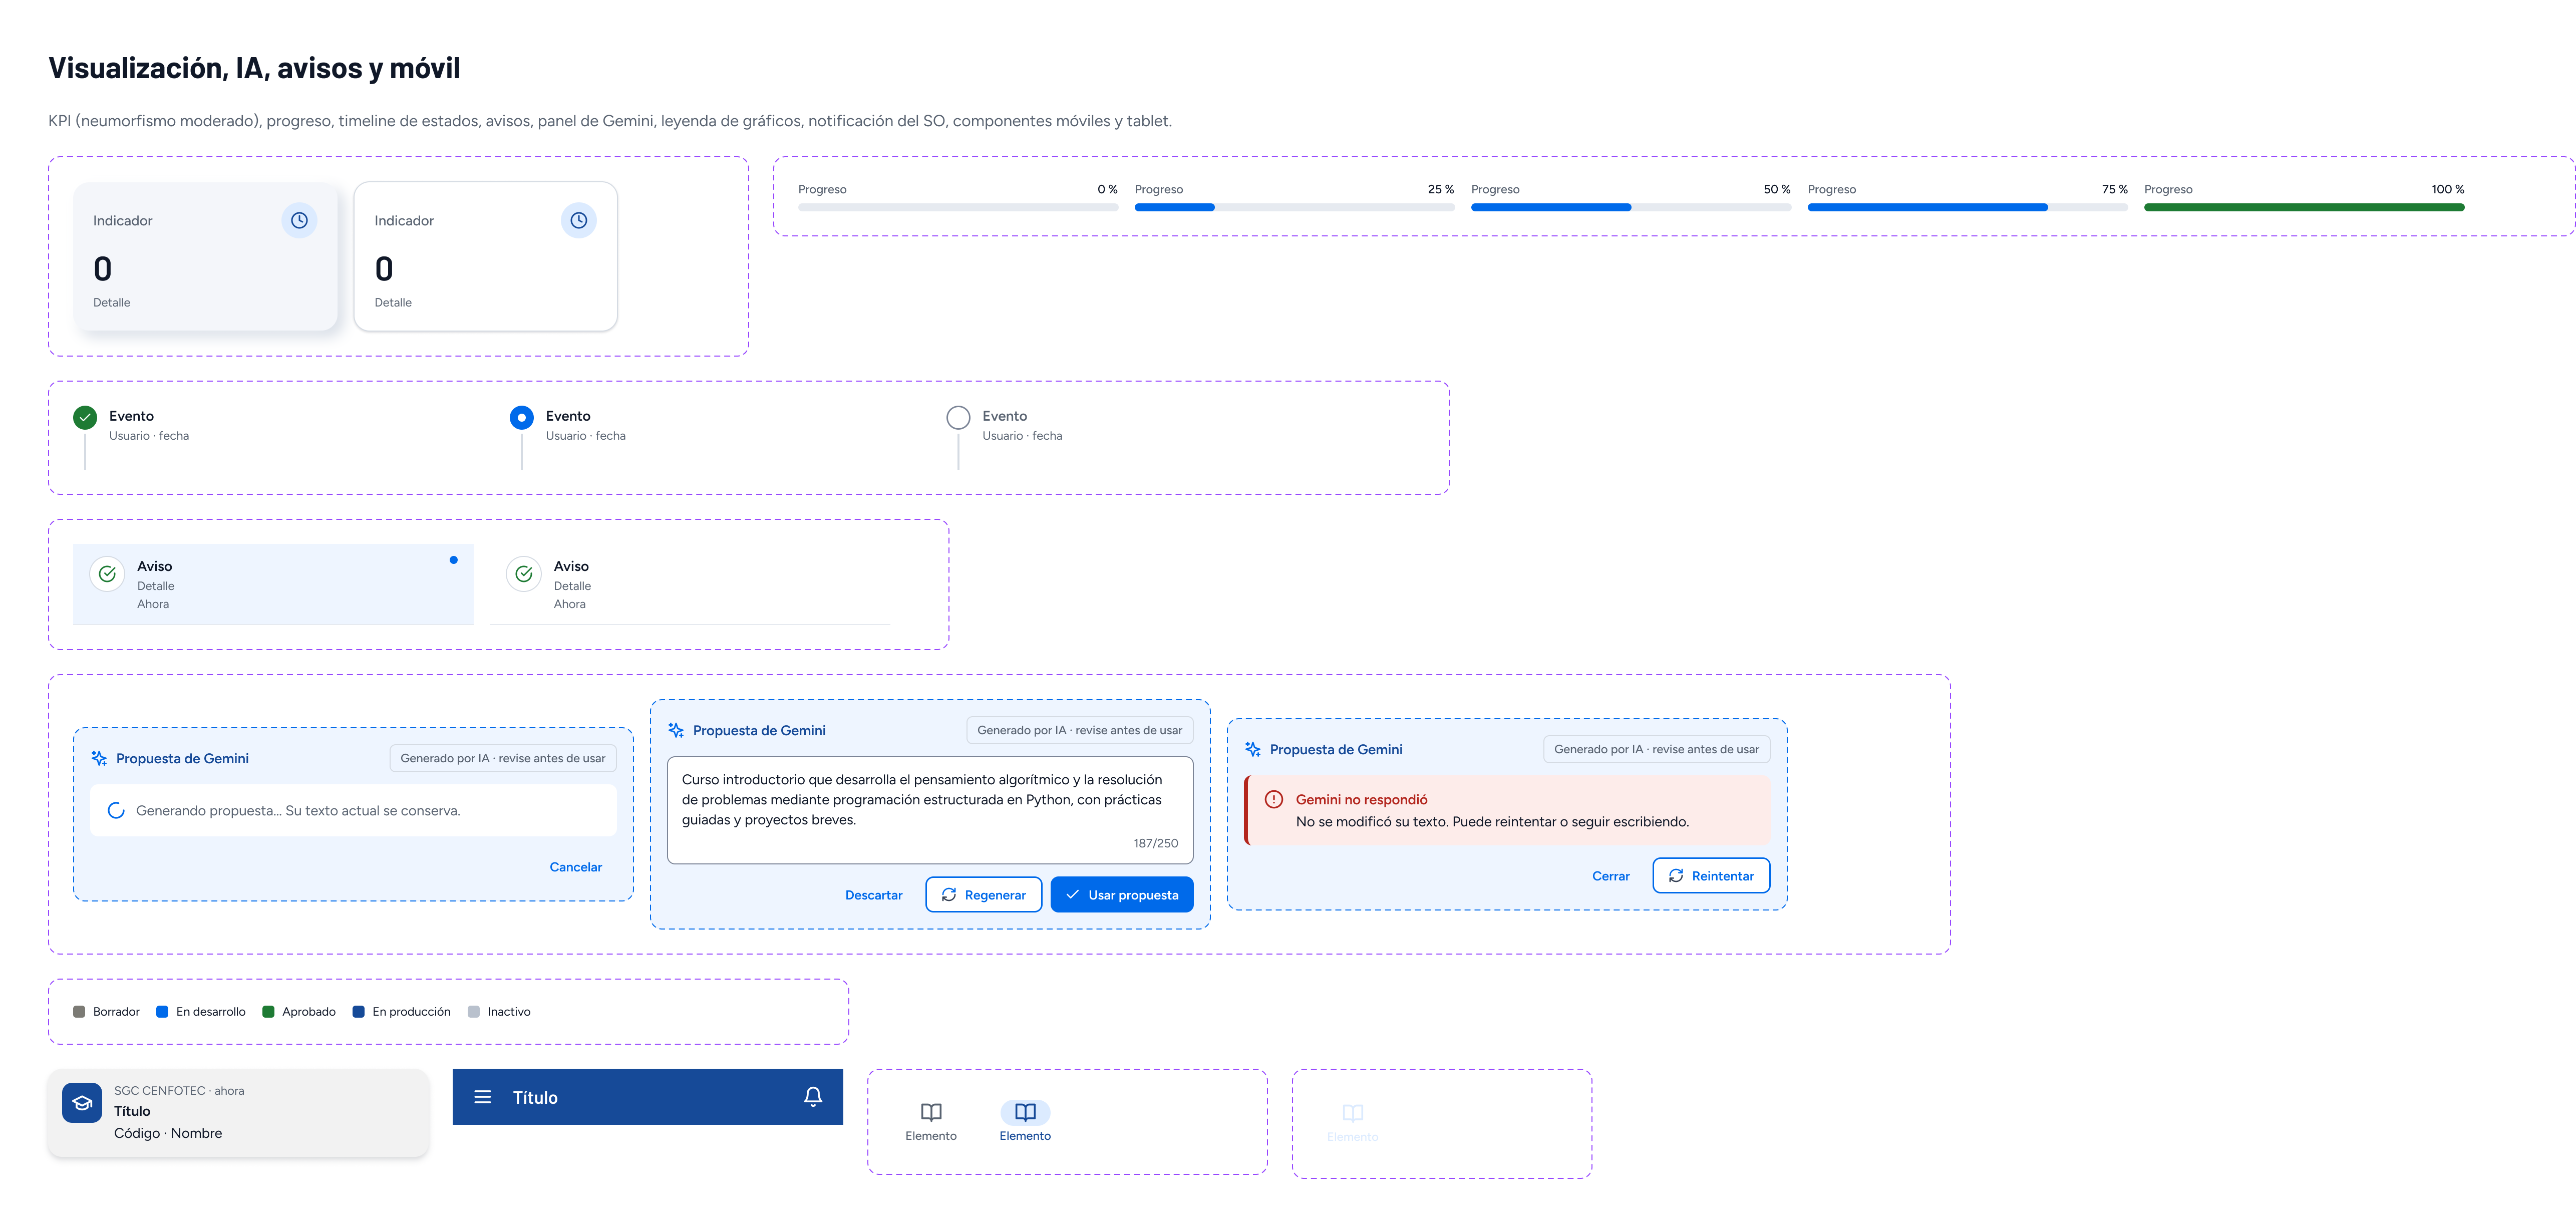 Visualización, IA, avisos y móvil
KPI (neumorfismo moderado), progreso, timeline de estados, avisos, panel de Gemini, leyenda de gráficos, notificación del SO, componentes móviles y tablet.
Indicador
0
Detalle
Indicador
0
Detalle
Progreso 0 %
Progreso 25 %
Progreso 50 %
Progreso 75 %
Progreso 100 %
Evento
Usuario · fecha
Evento
Usuario · fecha
Evento
Usuario · fecha
Aviso
Detalle
Ahora
Aviso
Detalle
Ahora
Propuesta de Gemini
Generado por IA · revise antes de usar
Generando propuesta... Su texto actual se conserva.
Cancelar
Propuesta de Gemini
Generado por IA · revise antes de usar
Curso introductorio que desarrolla el pensamiento algorítmico y la resolución
de problemas mediante programación estructurada en Python, con prácticas
guiadas y proyectos breves.
187/250
Descartar
Regenerar
Usar propuesta
Propuesta de Gemini
Generado por IA · revise antes de usar
Gemini no respondió
No se modificó su texto. Puede reintentar o seguir escribiendo.
Cerrar
Reintentar
Borrador
En desarrollo
Aprobado
En producción
Inactivo
SGC CENFOTEC · ahora
Título
Código · Nombre
Título
Elemento
Elemento
Elemento